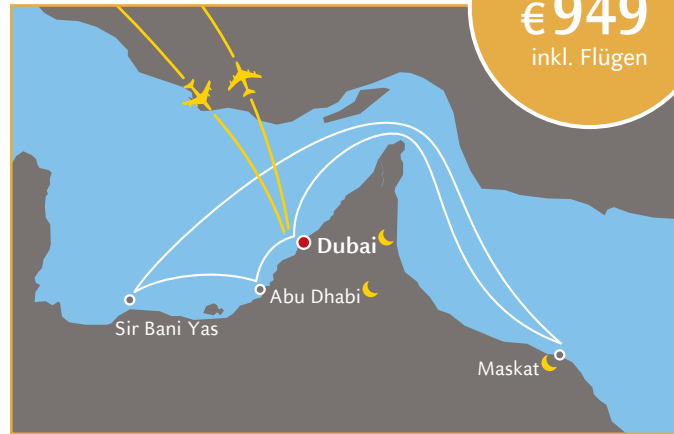 € 949
inkl. Flügen
Dubai
Abu Dhabi
Sir Bani Yas
Maskat